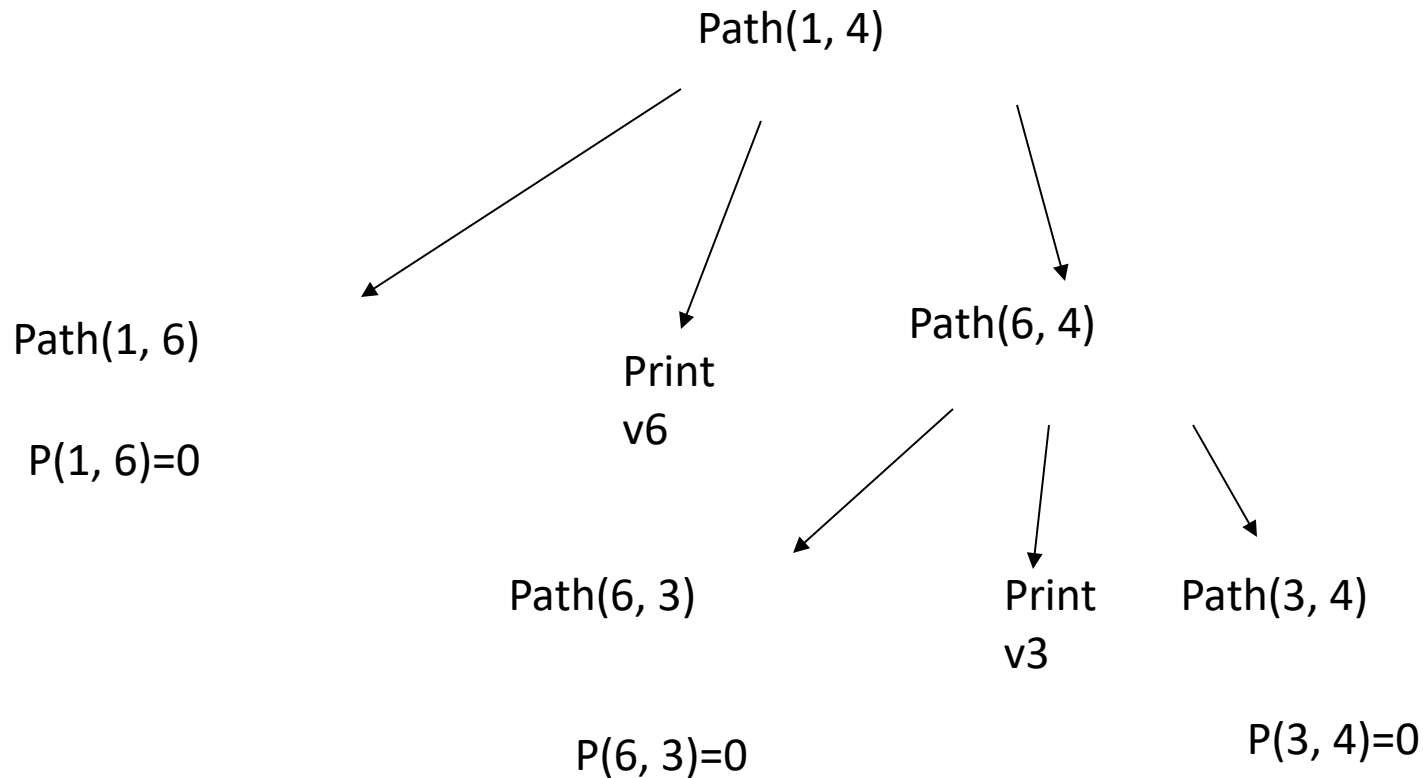 Path(1, 4)
Path(1, 6)
Path(6, 4)
Print
v6
P(1, 6)=0
Path(6, 3)
Print
v3
Path(3, 4)
P(6, 3)=0
P(3, 4)=0